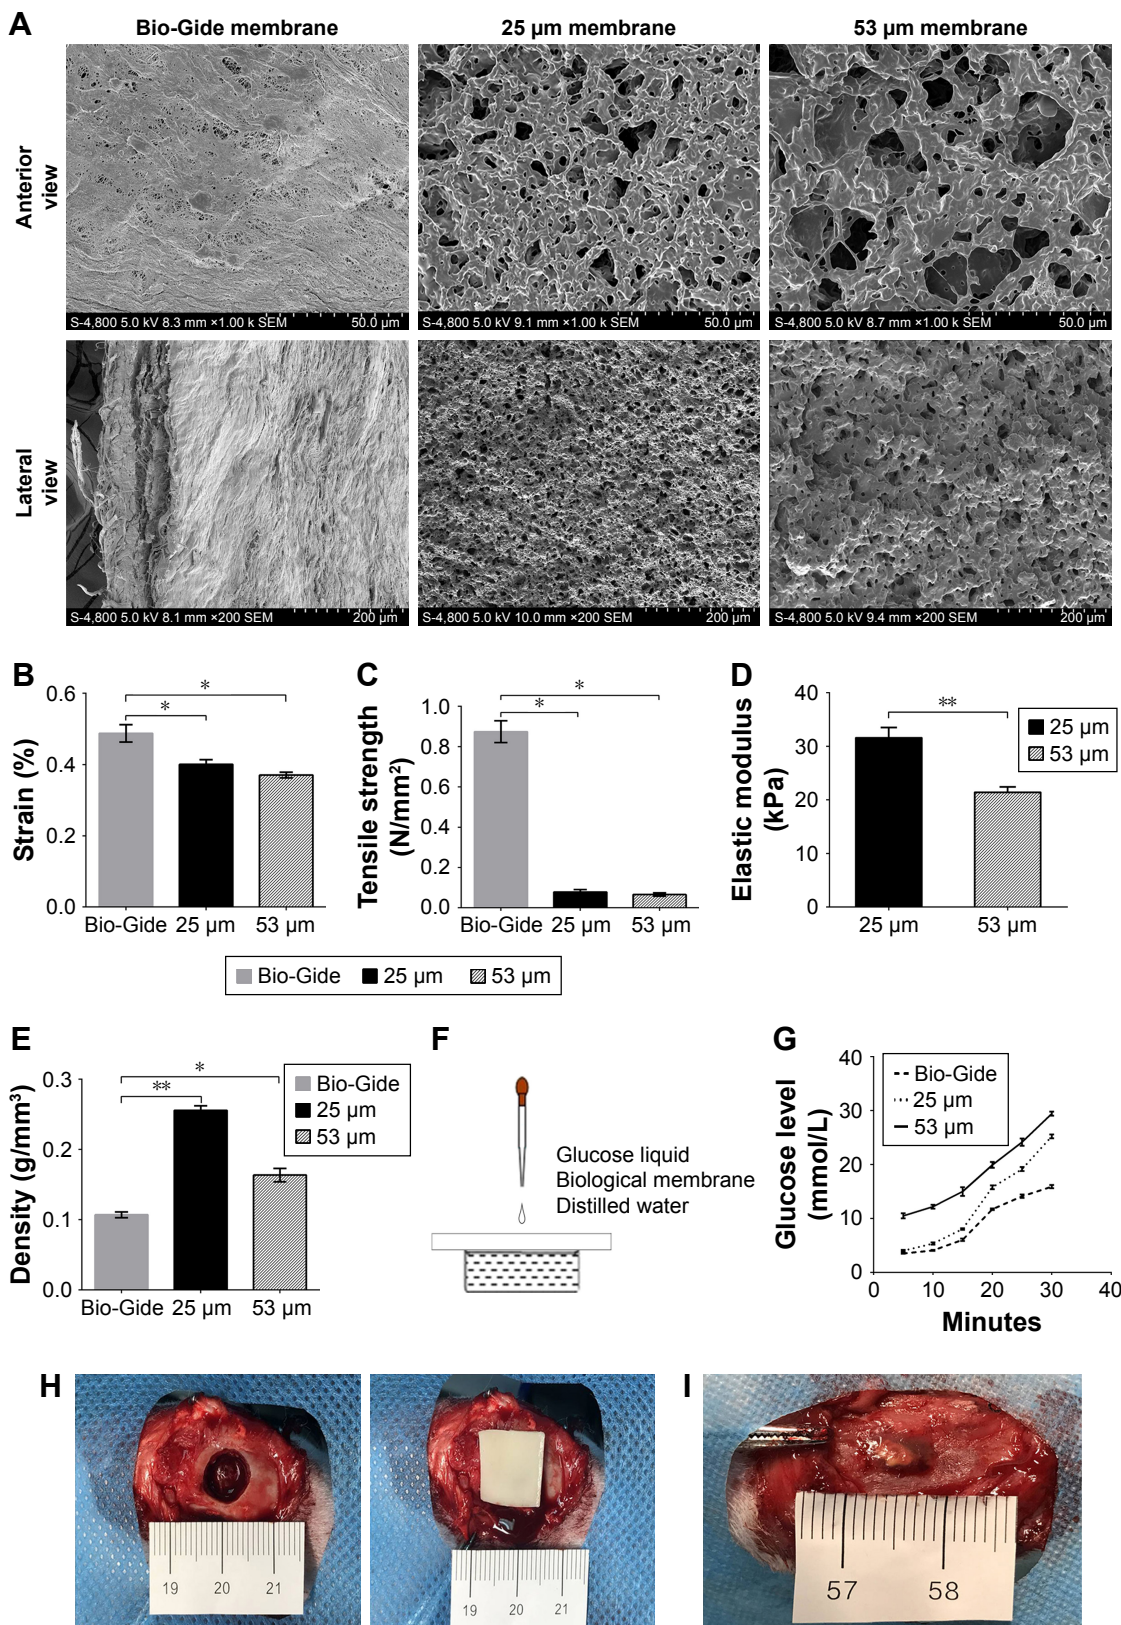 A
Bio-Gide membrane
25 µm membrane
53 µm membrane
Anterior
view
S-4,800 5.0 kV 8.3 mm ×1.00 k SEM
50.0 µm
S-4,800 5.0 kV 9.1 mm ×1.00 k SEM
50.0 µm
S-4,800 5.0 kV 8.7 mm ×1.00 k SEM
50.0 µm
Lateral
view
S-4,800 5.0 kV 8.1 mm ×200 SEM
200 µm
S-4,800 5.0 kV 10.0 mm ×200 SEM
200 µm
S-4,800 5.0 kV 9.4 mm ×200 SEM
200 µm
B
Strain (%)
0.6
0.4
0.2
0.0
*
*
Bio-Gide
25 µm
53 µm
C
Tensile strength
(N/mm²)
1.0
0.8
0.6
0.4
0.2
0.0
*
*
Bio-Gide
25 µm
53 µm
D
Elastic modulus
(kPa)
40
30
20
10
0
**
25 µm
53 µm
25 µm
53 µm
Bio-Gide
25 µm
53 µm
E
Density (g/mm³)
0.3
0.2
0.1
0.0
*
**
Bio-Gide
25 µm
53 µm
Bio-Gide
25 µm
53 µm
F
Glucose liquid
Biological membrane
Distilled water
G
Glucose level
(mmol/L)
40
30
20
10
0
Bio-Gide
25 µm
53 µm
0
10
20
30
40
Minutes
H
19
20
21
19
20
21
I
57
58